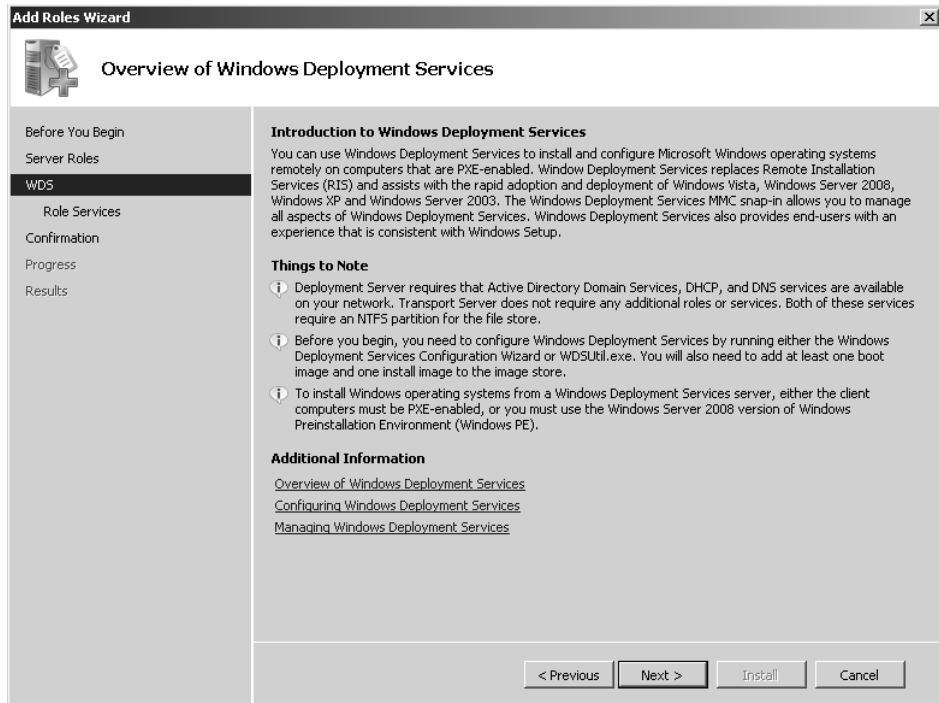 Add Roles Wizard
Overview of Windows Deployment Services
Before You Begin
Server Roles
WDS
Role Services
Confirmation
Progress
Results
Introduction to Windows Deployment Services
You can use Windows Deployment Services to install and configure Microsoft Windows operating systems
remotely on computers that are PXE-enabled. Window Deployment Services replaces Remote Installation
Services (RIS) and assists with the rapid adoption and deployment of Windows Vista, Windows Server 2008,
Windows XP and Windows Server 2003. The Windows Deployment Services MMC snap-in allows you to manage
all aspects of Windows Deployment Services. Windows Deployment Services also provides end-users with an
experience that is consistent with Windows Setup.
Things to Note
Deployment Server requires that Active Directory Domain Services, DHCP, and DNS services are available
on your network. Transport Server does not require any additional roles or services. Both of these services
require an NTFS partition for the file store.
Before you begin, you need to configure Windows Deployment Services by running either the Windows
Deployment Services Configuration Wizard or WDSUtil.exe. You will also need to add at least one boot
image and one install image to the image store.
To install Windows operating systems from a Windows Deployment Services server, either the client
computers must be PXE-enabled, or you must use the Windows Server 2008 version of Windows
Preinstallation Environment (Windows PE).
Additional Information
Overview of Windows Deployment Services
Configuring Windows Deployment Services
Managing Windows Deployment Services
< Previous
Next >
Install
Cancel